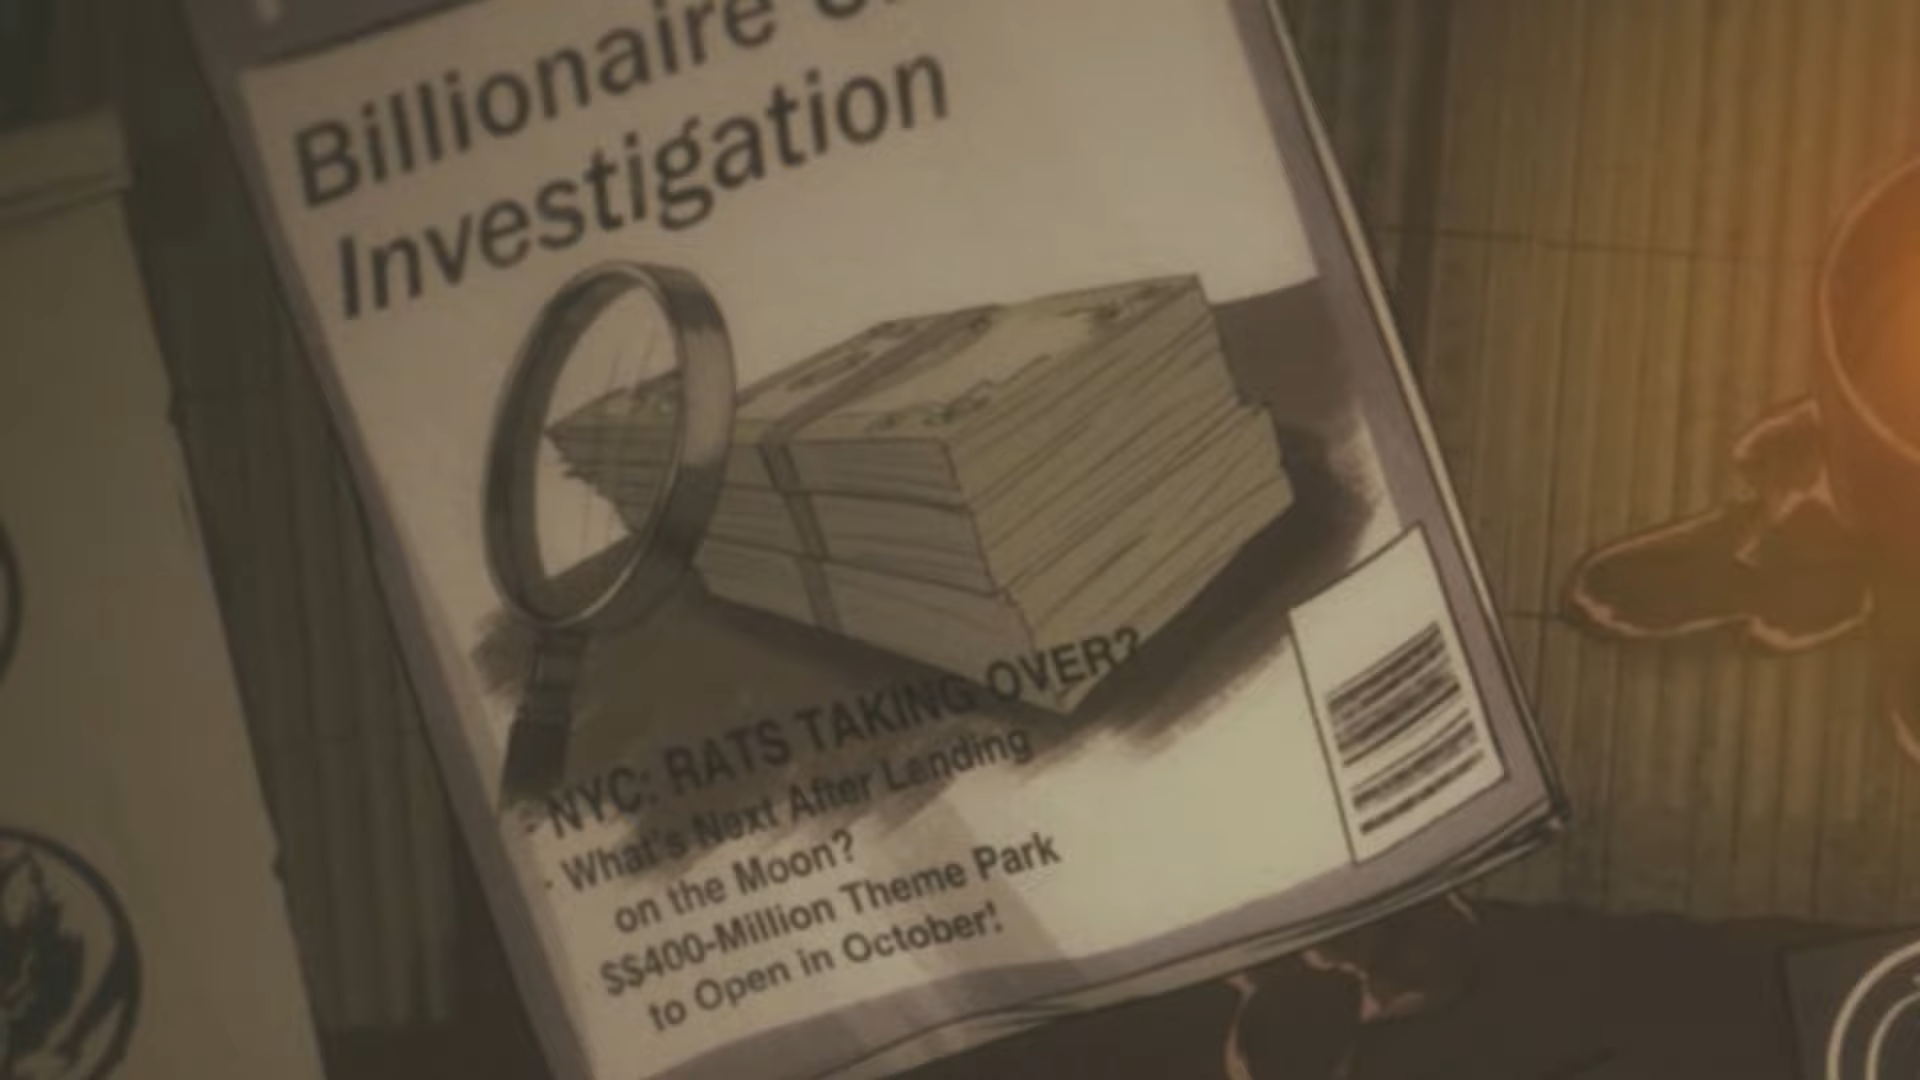 Billionaire
Investigation
- NYC: RATS TAKING OVER?
· What's Next After Landing
on the Moon?
S$400-Million Theme Park
to Open in October!